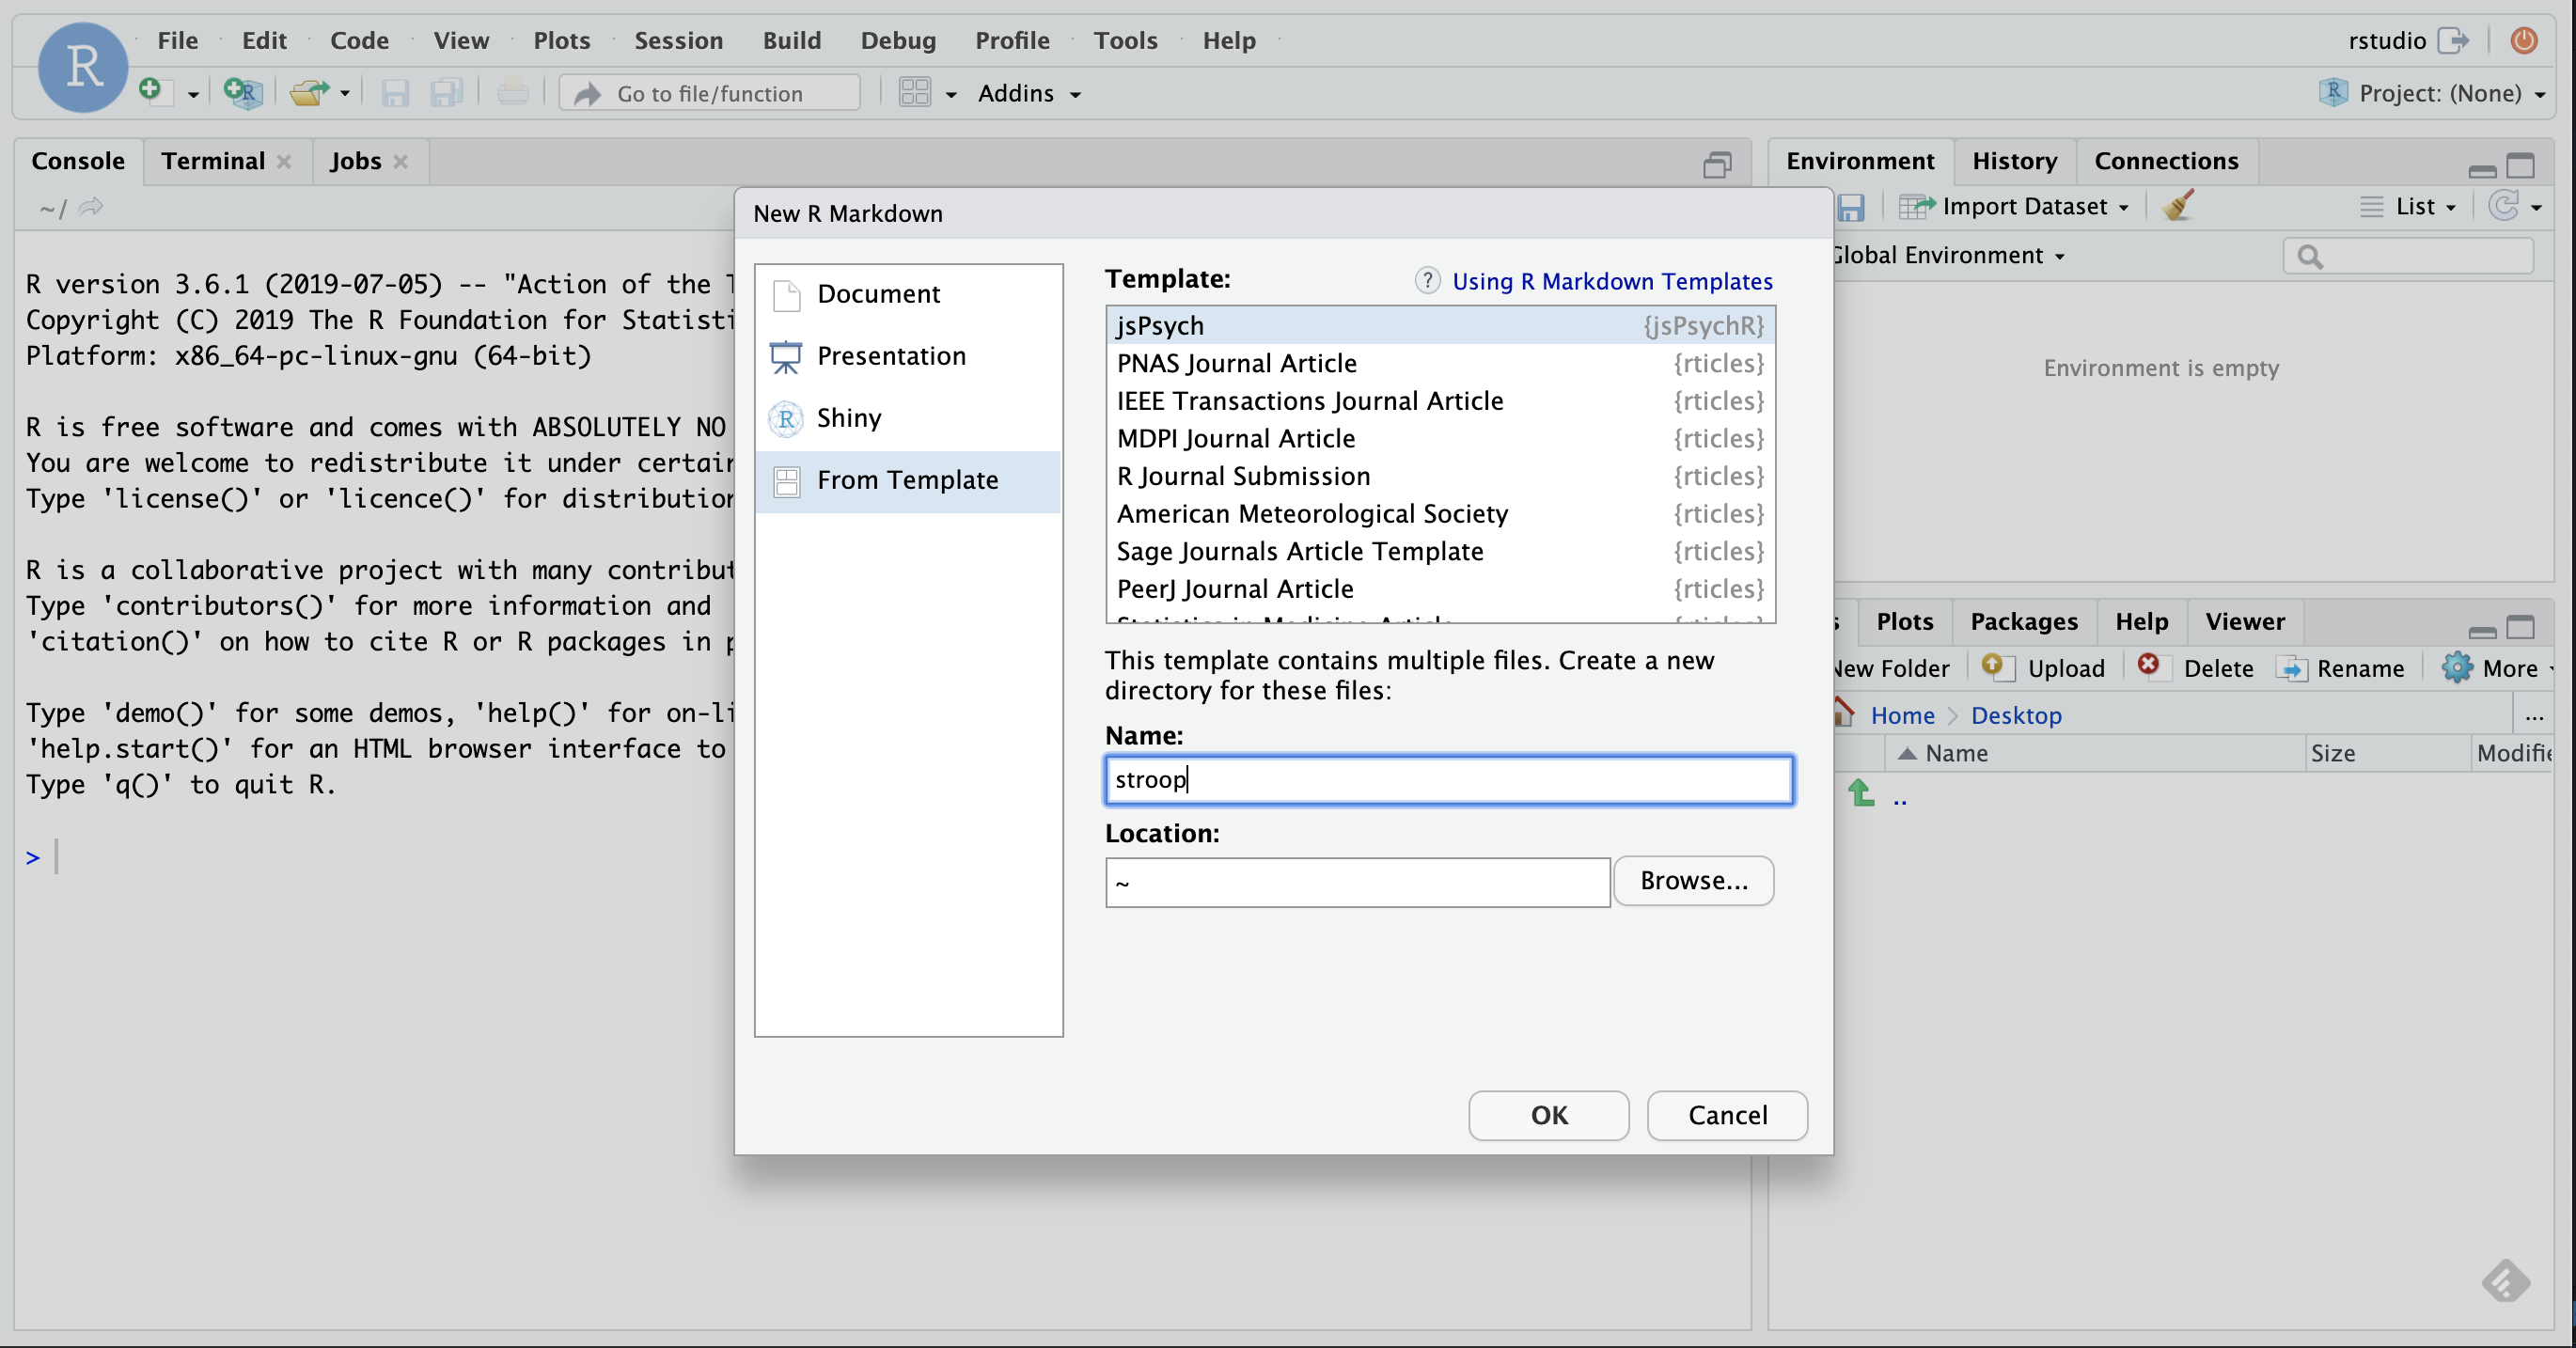 R
File Edit Code View Plots Session Build Debug Profile Tools Help
rstudio
Go to file/function
Addins
Project: (None)
Console Terminal Jobs
~/
R version 3.6.1 (2019-07-05) -- "Action of the
Copyright (C) 2019 The R Foundation for Statisti
Platform: x86_64-pc-linux-gnu (64-bit)
R is free software and comes with ABSOLUTELY NO
You are welcome to redistribute it under certain
Type 'license()' or 'licence()' for distribution
R is a collaborative project with many contribut
Type 'contributors()' for more information and
'citation()' on how to cite R or R packages in p
Type 'demo()' for some demos, 'help()' for on-li
'help.start()' for an HTML browser interface to
Type 'q()' to quit R.
>
New R Markdown
Document
Presentation
Shiny
From Template
Template:
? Using R Markdown Templates
jsPsych {jsPsychR}
PNAS Journal Article {rticles}
IEEE Transactions Journal Article {rticles}
MDPI Journal Article {rticles}
R Journal Submission {rticles}
American Meteorological Society {rticles}
Sage Journals Article Template {rticles}
PeerJ Journal Article {rticles}
Statistics in Medicine Article {rticles}
This template contains multiple files. Create a new
directory for these files:
Name:
stroop
Location:
~
Browse...
OK Cancel
Environment History Connections
Import Dataset
List
Global Environment
Environment is empty
s Plots Packages Help Viewer
New Folder Upload Delete Rename More
Home Desktop ...
Name Size Modifie
..